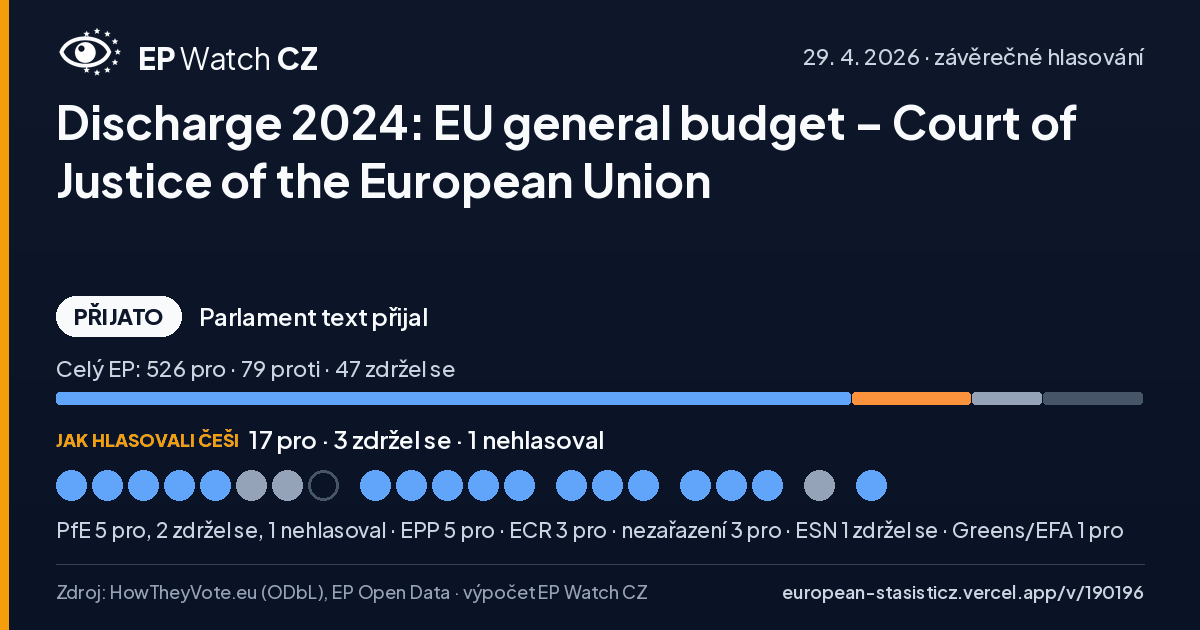 EP Watch CZ
29. 4. 2026 · závěrečné hlasování
Discharge 2024: EU general budget – Court of
Justice of the European Union
PŘIJATO Parlament text přijal
Celý EP: 526 pro · 79 proti · 47 zdržel se
JAK HLASOVALI ČEŠI 17 pro · 3 zdržel se · 1 nehlasoval
PfE 5 pro, 2 zdržel se, 1 nehlasoval · EPP 5 pro · ECR 3 pro · nezařazení 3 pro · ESN 1 zdržel se · Greens/EFA 1 pro
Zdroj: HowTheyVote.eu (ODbL), EP Open Data · výpočet EP Watch CZ
european-stasisticz.vercel.app/v/190196